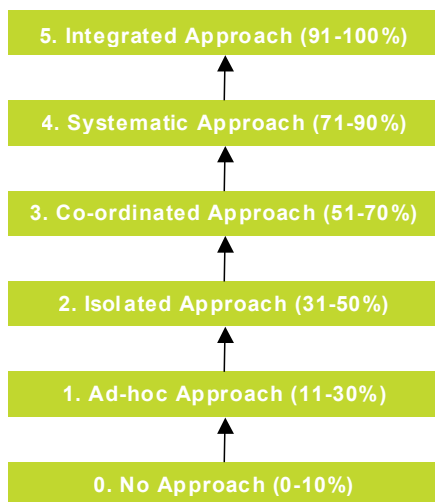 5. Integrated Approach (91-100%)
4. Systematic Approach (71-90%)
3. Co-ordinated Approach (51-70%)
2. Isolated Approach (31-50%)
1. Ad-hoc Approach (11-30%)
0. No Approach (0-10%)